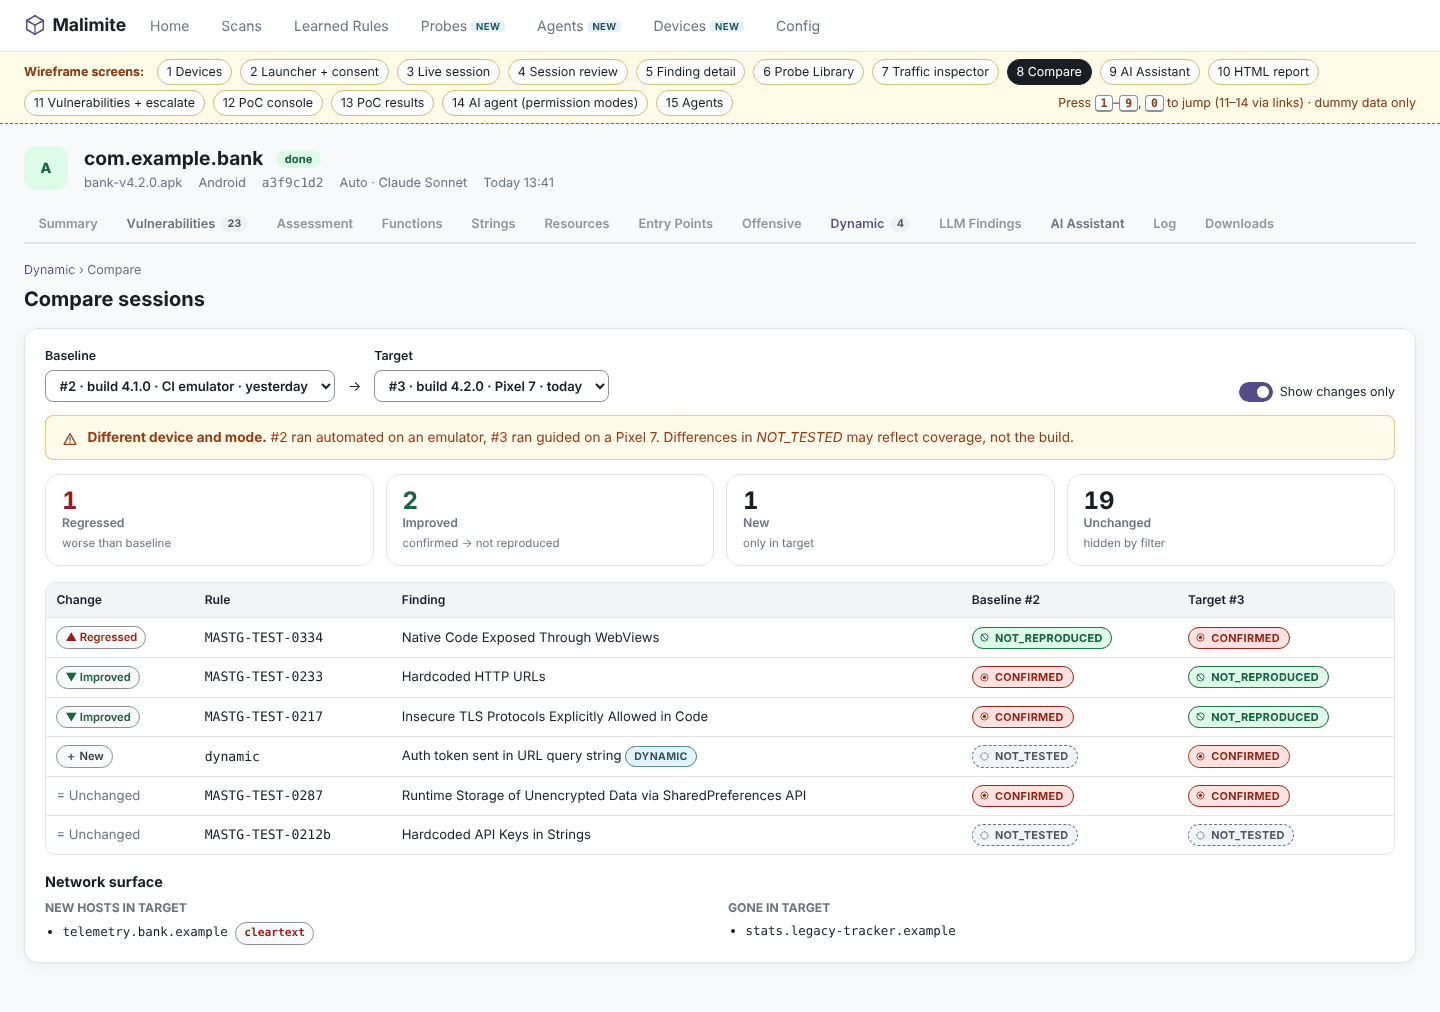 Malimite Home Scans Learned Rules Probes NEW Agents NEW Devices NEW Config
Wireframe screens: 1 Devices 2 Launcher + consent 3 Live session 4 Session review 5 Finding detail 6 Probe Library 7 Traffic inspector 8 Compare 9 AI Assistant 10 HTML report
11 Vulnerabilities + escalate 12 PoC console 13 PoC results 14 AI agent (permission modes) 15 Agents Press 1–9, 0 to jump (11–14 via links) · dummy data only
A
com.example.bank done
bank-v4.2.0.apk Android a3f9c1d2 Auto · Claude Sonnet Today 13:41
Summary Vulnerabilities 23 Assessment Functions Strings Resources Entry Points Offensive Dynamic 4 LLM Findings AI Assistant Log Downloads
Dynamic › Compare
Compare sessions
Baseline Target
#2 · build 4.1.0 · CI emulator · yesterday → #3 · build 4.2.0 · Pixel 7 · today Show changes only
⚠ Different device and mode. #2 ran automated on an emulator, #3 ran guided on a Pixel 7. Differences in NOT_TESTED may reflect coverage, not the build.
1 2 1 19
Regressed Improved New Unchanged
worse than baseline confirmed → not reproduced only in target hidden by filter
Change Rule Finding Baseline #2 Target #3
▲ Regressed MASTG-TEST-0334 Native Code Exposed Through WebViews NOT_REPRODUCED CONFIRMED
▼ Improved MASTG-TEST-0233 Hardcoded HTTP URLs CONFIRMED NOT_REPRODUCED
▼ Improved MASTG-TEST-0217 Insecure TLS Protocols Explicitly Allowed in Code CONFIRMED NOT_REPRODUCED
+ New dynamic Auth token sent in URL query string DYNAMIC NOT_TESTED CONFIRMED
= Unchanged MASTG-TEST-0287 Runtime Storage of Unencrypted Data via SharedPreferences API CONFIRMED CONFIRMED
= Unchanged MASTG-TEST-0212b Hardcoded API Keys in Strings NOT_TESTED NOT_TESTED
Network surface
NEW HOSTS IN TARGET GONE IN TARGET
• telemetry.bank.example cleartext • stats.legacy-tracker.example